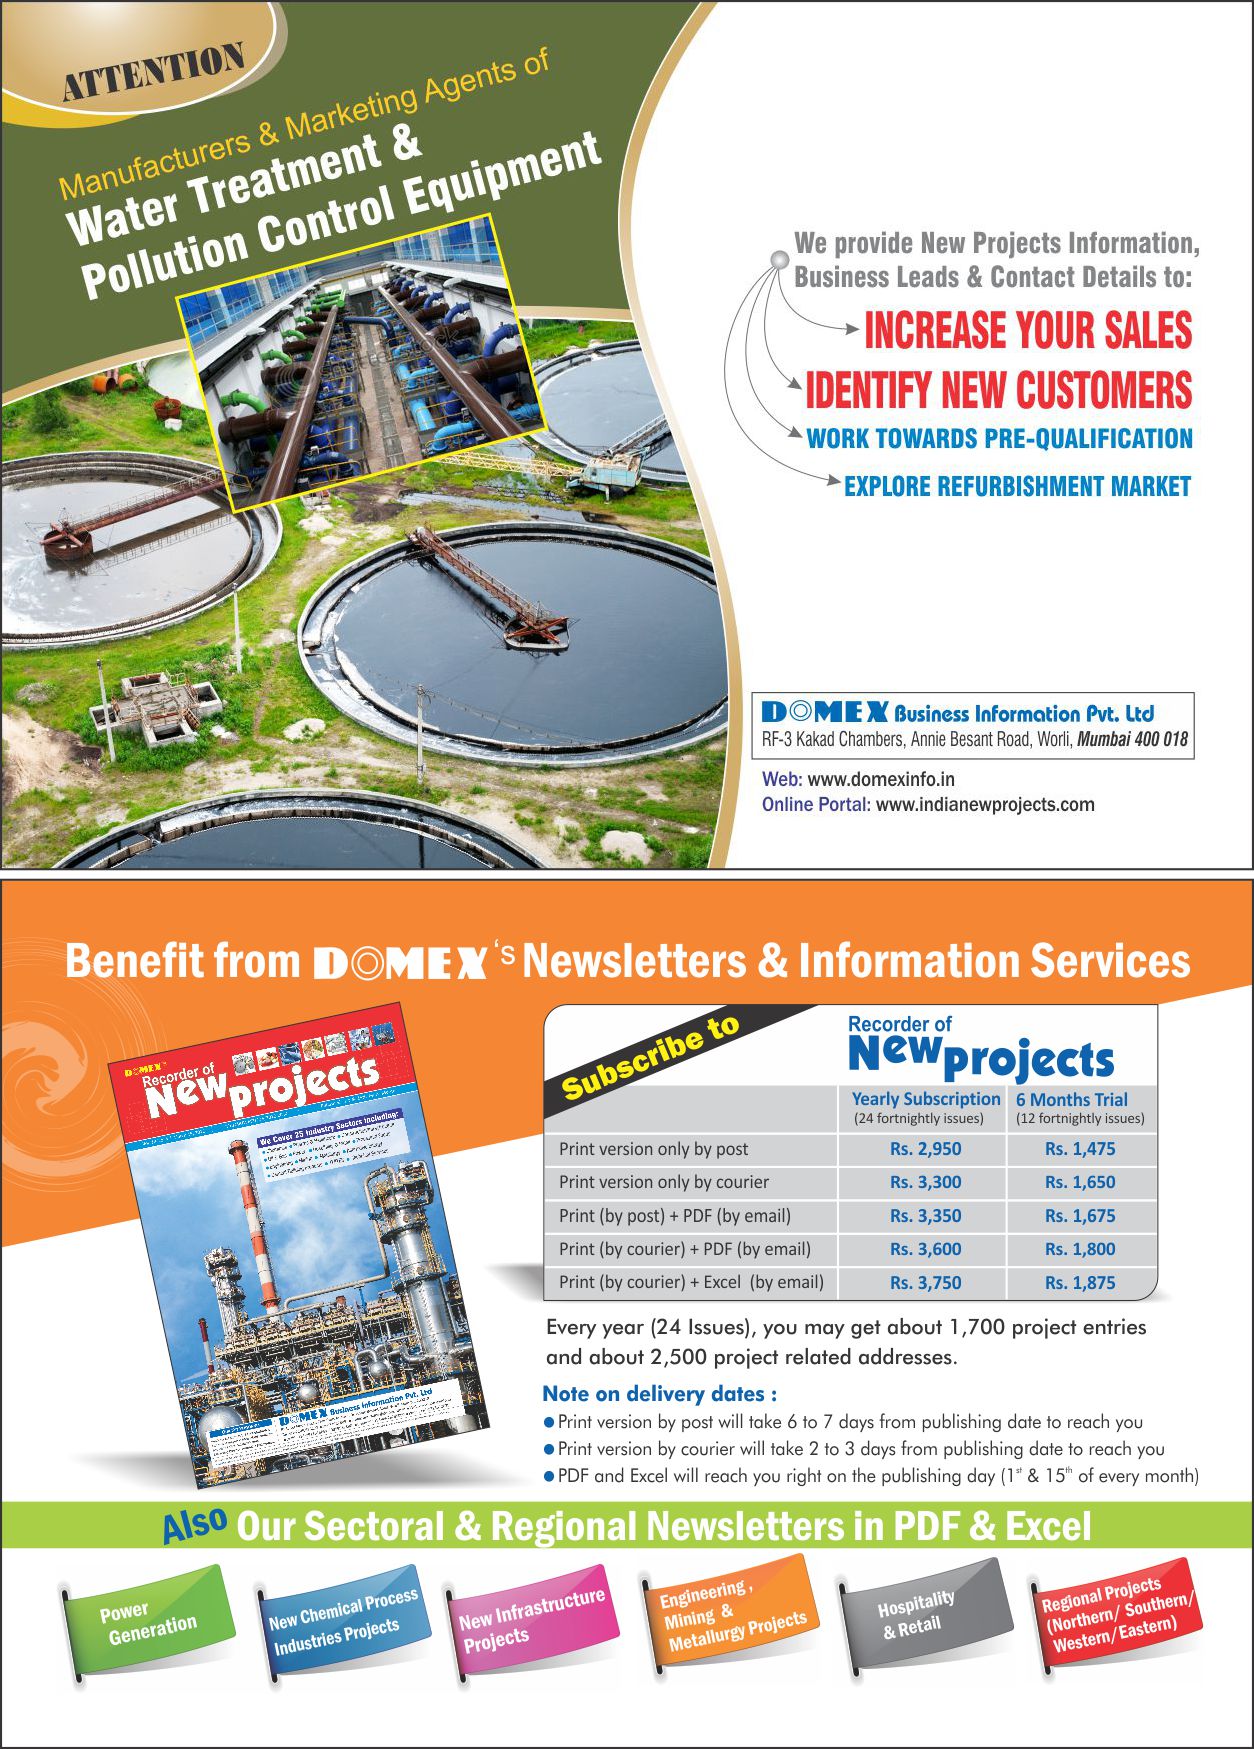 ATTENTION
Manufacturers & Marketing Agents of
Water Treatment &
Pollution Control Equipment
We provide New Projects Information,
Business Leads & Contact Details to:
INCREASE YOUR SALES
IDENTIFY NEW CUSTOMERS
WORK TOWARDS PRE-QUALIFICATION
EXPLORE REFURBISHMENT MARKET
DOMEX Business Information Pvt. Ltd
RF-3 Kakad Chambers, Annie Besant Road, Worli, Mumbai 400 018
Web: www.domexinfo.in
Online Portal: www.indianewprojects.com
Benefit from DOMEX's Newsletters & Information Services
DOMEX
Recorder of
Newprojects
We Cover 25 Industry Sectors Including:
DOMEX Business Information Pvt. Ltd
Subscribe to
Recorder of
Newprojects
Yearly Subscription 6 Months Trial
(24 fortnightly issues) (12 fortnightly issues)
Print version only by post Rs. 2,950 Rs. 1,475
Print version only by courier Rs. 3,300 Rs. 1,650
Print (by post) + PDF (by email) Rs. 3,350 Rs. 1,675
Print (by courier) + PDF (by email) Rs. 3,600 Rs. 1,800
Print (by courier) + Excel (by email) Rs. 3,750 Rs. 1,875
Every year (24 Issues), you may get about 1,700 project entries
and about 2,500 project related addresses.
Note on delivery dates :
● Print version by post will take 6 to 7 days from publishing date to reach you
● Print version by courier will take 2 to 3 days from publishing date to reach you
● PDF and Excel will reach you right on the publishing day (1st & 15th of every month)
Also Our Sectoral & Regional Newsletters in PDF & Excel
Power
Generation
New Chemical Process
Industries Projects
New Infrastructure
Projects
Engineering ,
Mining &
Metallurgy Projects
Hospitality
& Retail
Regional Projects
(Northern/ Southern/
Western/Eastern)